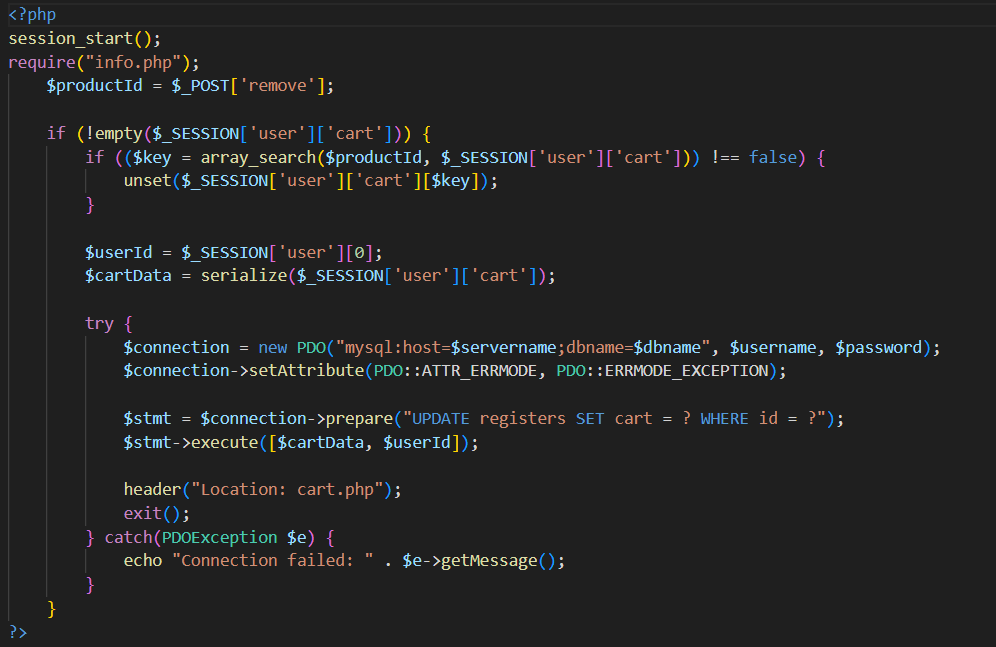 <?php
session_start();
require("info.php");
    $productId = $_POST['remove'];

    if (!empty($_SESSION['user']['cart'])) {
        if (($key = array_search($productId, $_SESSION['user']['cart'])) !== false) {
            unset($_SESSION['user']['cart'][$key]);
        }

        $userId = $_SESSION['user'][0];
        $cartData = serialize($_SESSION['user']['cart']);

        try {
            $connection = new PDO("mysql:host=$servername;dbname=$dbname", $username, $password);
            $connection->setAttribute(PDO::ATTR_ERRMODE, PDO::ERRMODE_EXCEPTION);

            $stmt = $connection->prepare("UPDATE registers SET cart = ? WHERE id = ?");
            $stmt->execute([$cartData, $userId]);

            header("Location: cart.php");
            exit();
        } catch(PDOException $e) {
            echo "Connection failed: " . $e->getMessage();
        }
    }
?>